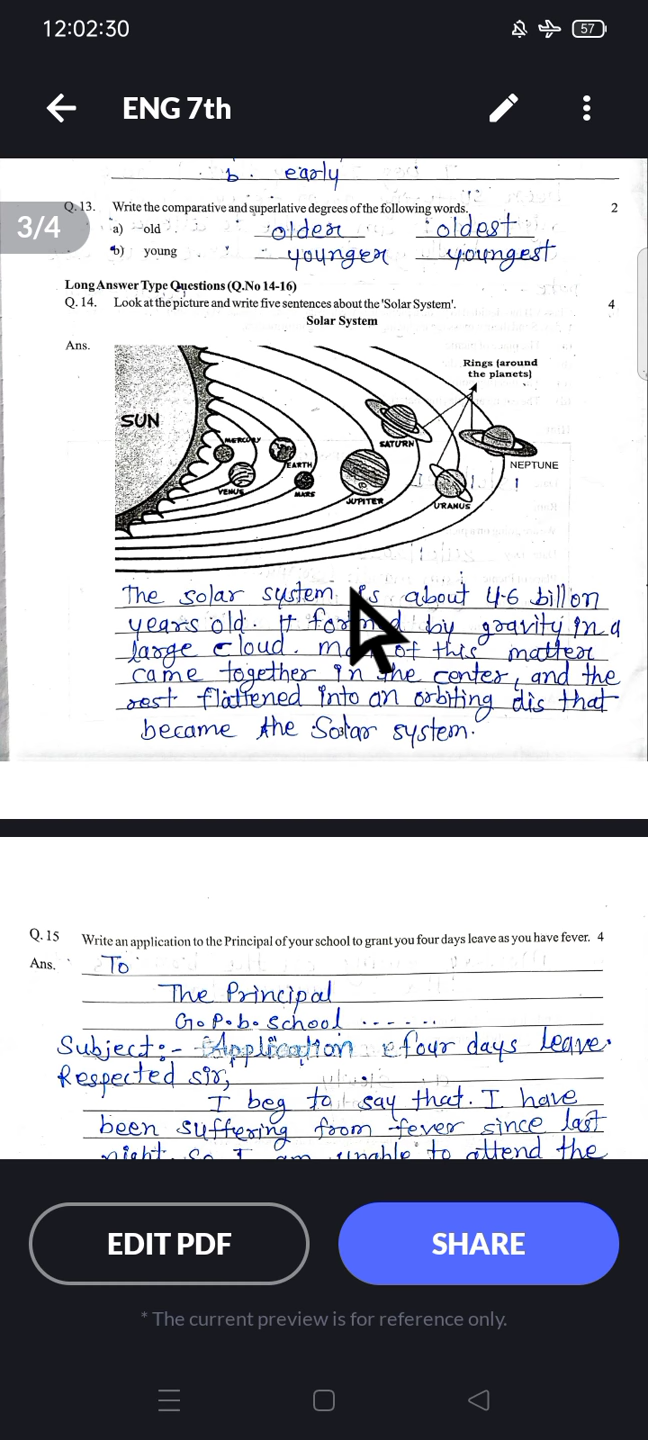 12:02:30
57
ENG 7th
b. early
3/4
Q.13. Write the comparative and superlative degrees of the following words. 2
a) old older oldest
b) young younger youngest
Long Answer Type Questions (Q.No 14-16)
Q. 14. Look at the picture and write five sentences about the 'Solar System'. 4
Solar System
Ans.
Rings (around
the planets)
SUN
MERCURY
SATURN
EARTH
NEPTUNE
VENUS
MARS
JUPITER
URANUS
The solar system is about 4.6 billon
years old. It formed by gravity in a
large cloud. of this matter
came together in the center, and the
rest flattened into an orbiting dis that
became the Solar system.
Q. 15 Write an application to the Principal of your school to grant you four days leave as you have fever. 4
Ans. To
The Principal
G.P.b. School ......
Subject:- Application four days leave.
Respected sir,
I beg to say that. I have
been suffering from fever since last
night so I am unable to attend the
EDIT PDF
SHARE
* The current preview is for reference only.